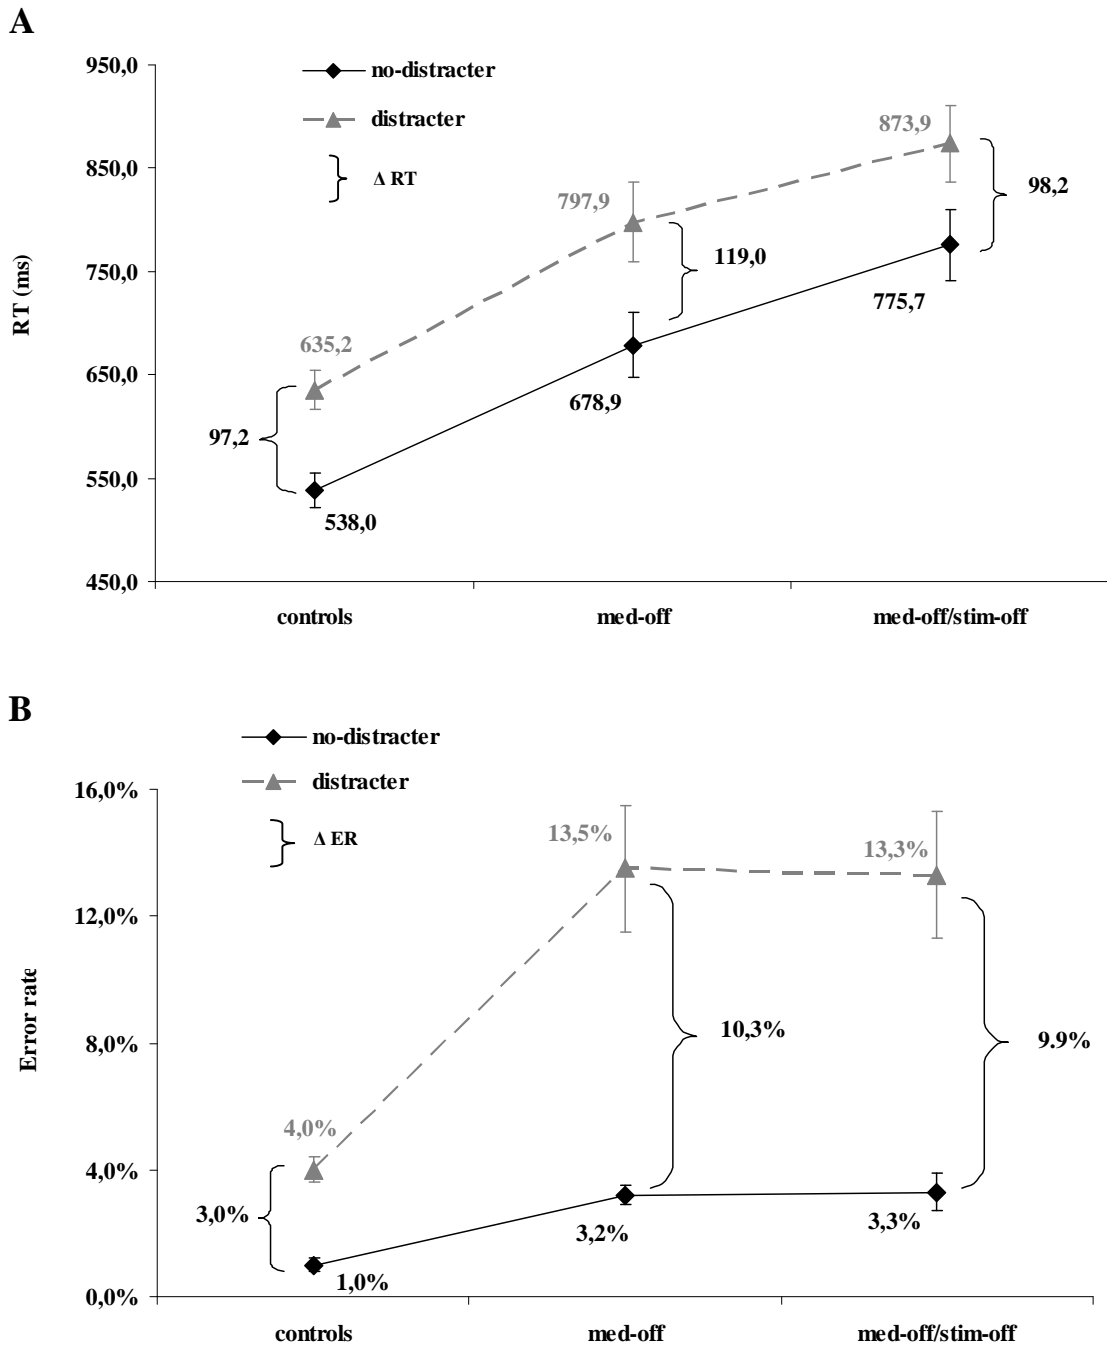 A
950,0
no-distracter
distracter
873,9
850,0
Δ RT
98,2
797,9
750,0
119,0
775,7
RT (ms)
635,2
650,0
678,9
97,2
550,0
538,0
450,0
controls
med-off
med-off/stim-off
B
no-distracter
distracter
16,0%
13,5%
Δ ER
13,3%
12,0%
10,3%
9.9%
8,0%
Error rate
4,0%
4,0%
3,0%
3,2%
3,3%
1,0%
0,0%
controls
med-off
med-off/stim-off